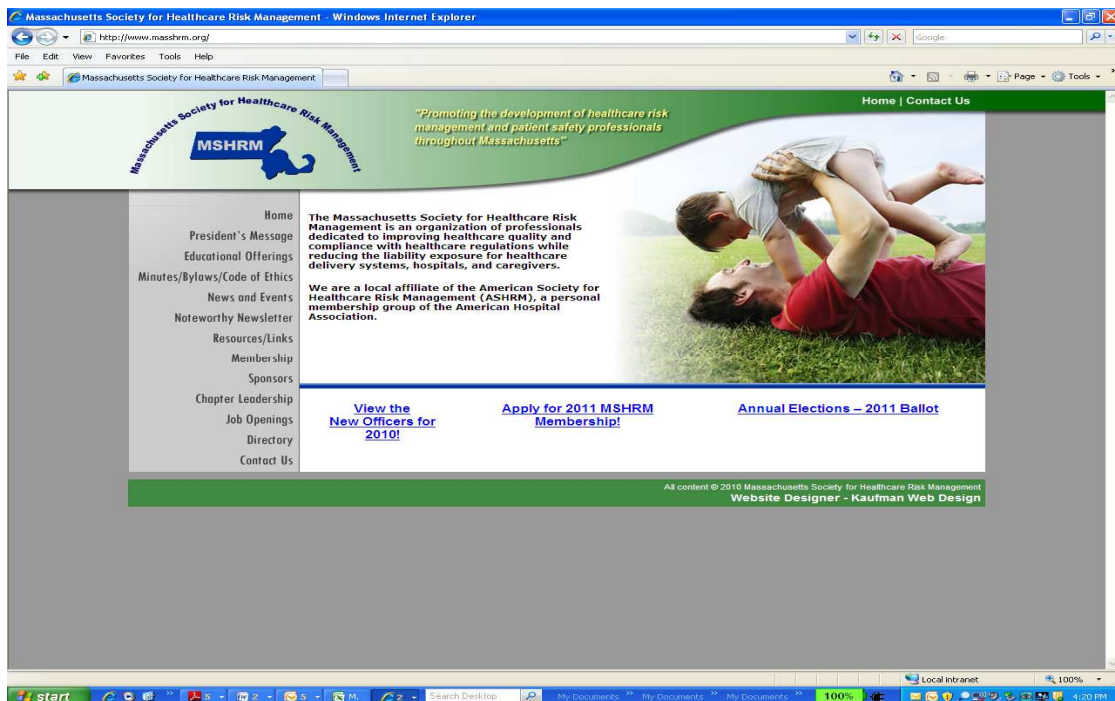 Massachusetts Society for Healthcare Risk Management - Windows Internet Explorer
http://www.masshrm.org/
Google
File Edit View Favorites Tools Help
Massachusetts Society for Healthcare Risk Management
Page Tools
Home | Contact Us
Massachusetts Society for Healthcare Risk Management
MSHRM
"Promoting the development of healthcare risk
management and patient safety professionals
throughout Massachusetts"
Home
President's Message
Educational Offerings
Minutes/Bylaws/Code of Ethics
News and Events
Noteworthy Newsletter
Resources/Links
Membership
Sponsors
Chapter Leadership
Job Openings
Directory
Contact Us
The Massachusetts Society for Healthcare Risk
Management is an organization of professionals
dedicated to improving healthcare quality and
compliance with healthcare regulations while
reducing the liability exposure for healthcare
delivery systems, hospitals, and caregivers.
We are a local affiliate of the American Society for
Healthcare Risk Management (ASHRM), a personal
membership group of the American Hospital
Association.
View the
New Officers for
2010!
Apply for 2011 MSHRM
Membership!
Annual Elections – 2011 Ballot
All content © 2010 Massachusetts Society for Healthcare Risk Management
Website Designer - Kaufman Web Design
Local intranet 100%
start 5 2 5 M. 2 Search Desktop My Documents » My Documents » My Documents » 100% 4:20 PM